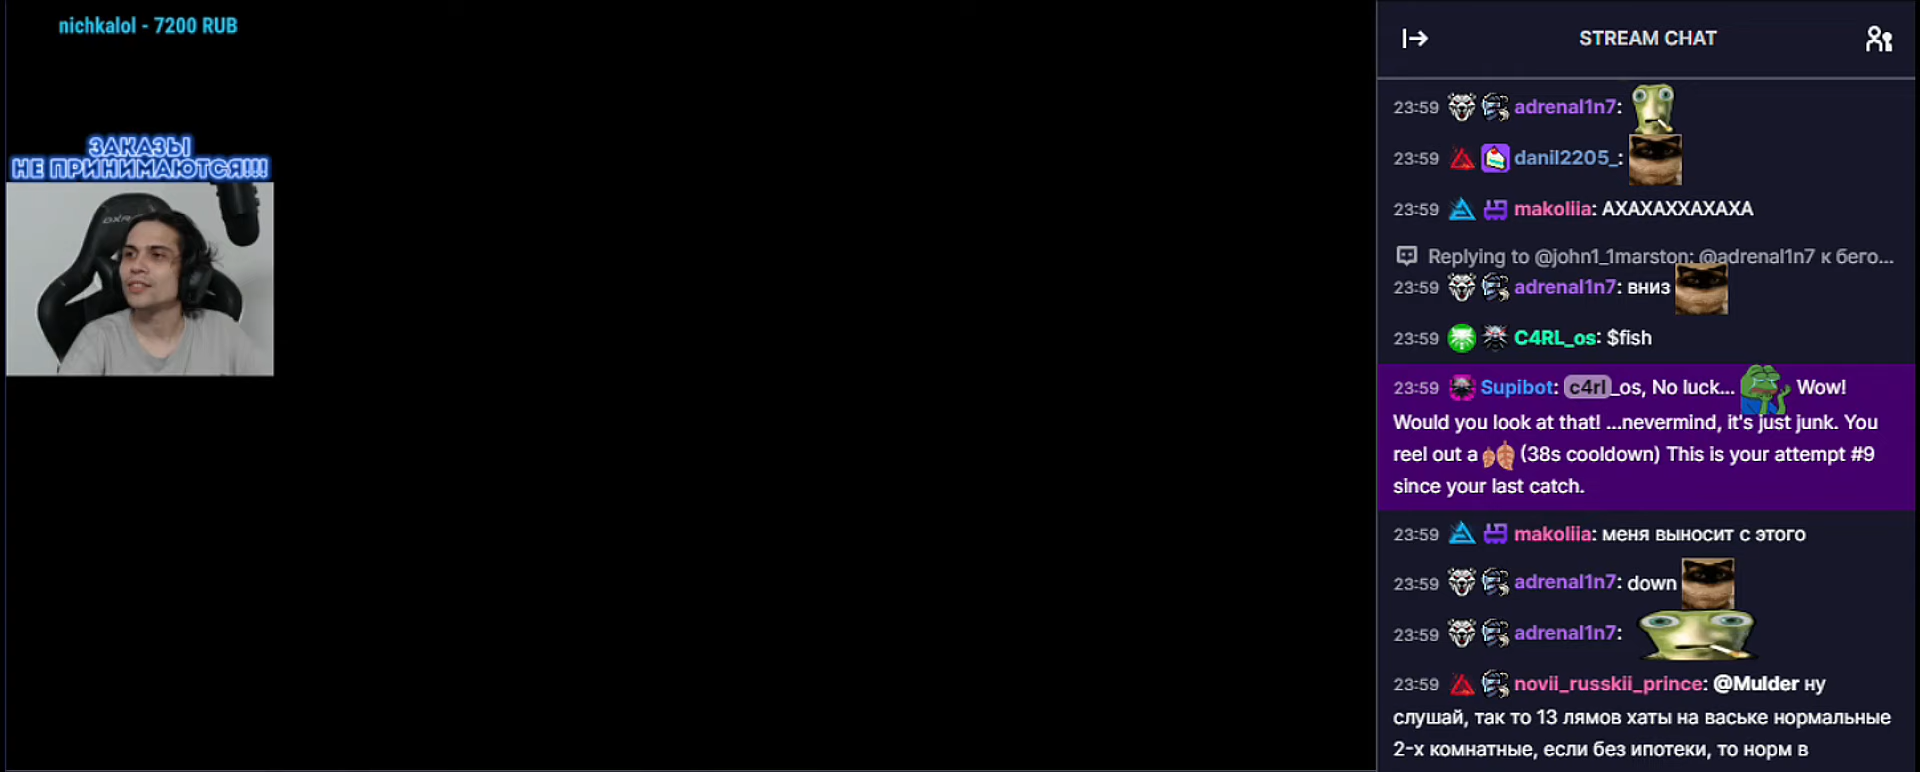 nichkalol - 7200 RUB
ЗАКАЗЫ
НЕ ПРИНИМАЮТСЯ!!!
STREAM CHAT
23:59 adrenal1n7:
23:59 danil2205_:
23:59 makoliia: АХАХАХХАХАХА
Replying to @john1_1marston: @adrenal1n7 к бего...
23:59 adrenal1n7: вниз
23:59 C4RL_os: $fish
23:59 Supibot: c4rl_os, No luck... Wow!
Would you look at that! ...nevermind, it's just junk. You
reel out a (38s cooldown) This is your attempt #9
since your last catch.
23:59 makoliia: меня выносит с этого
23:59 adrenal1n7: down
23:59 adrenal1n7:
23:59 novii_russkii_prince: @Mulder ну
слушай, так то 13 лямов хаты на ваське нормальные
2-х комнатные, если без ипотеки, то норм в